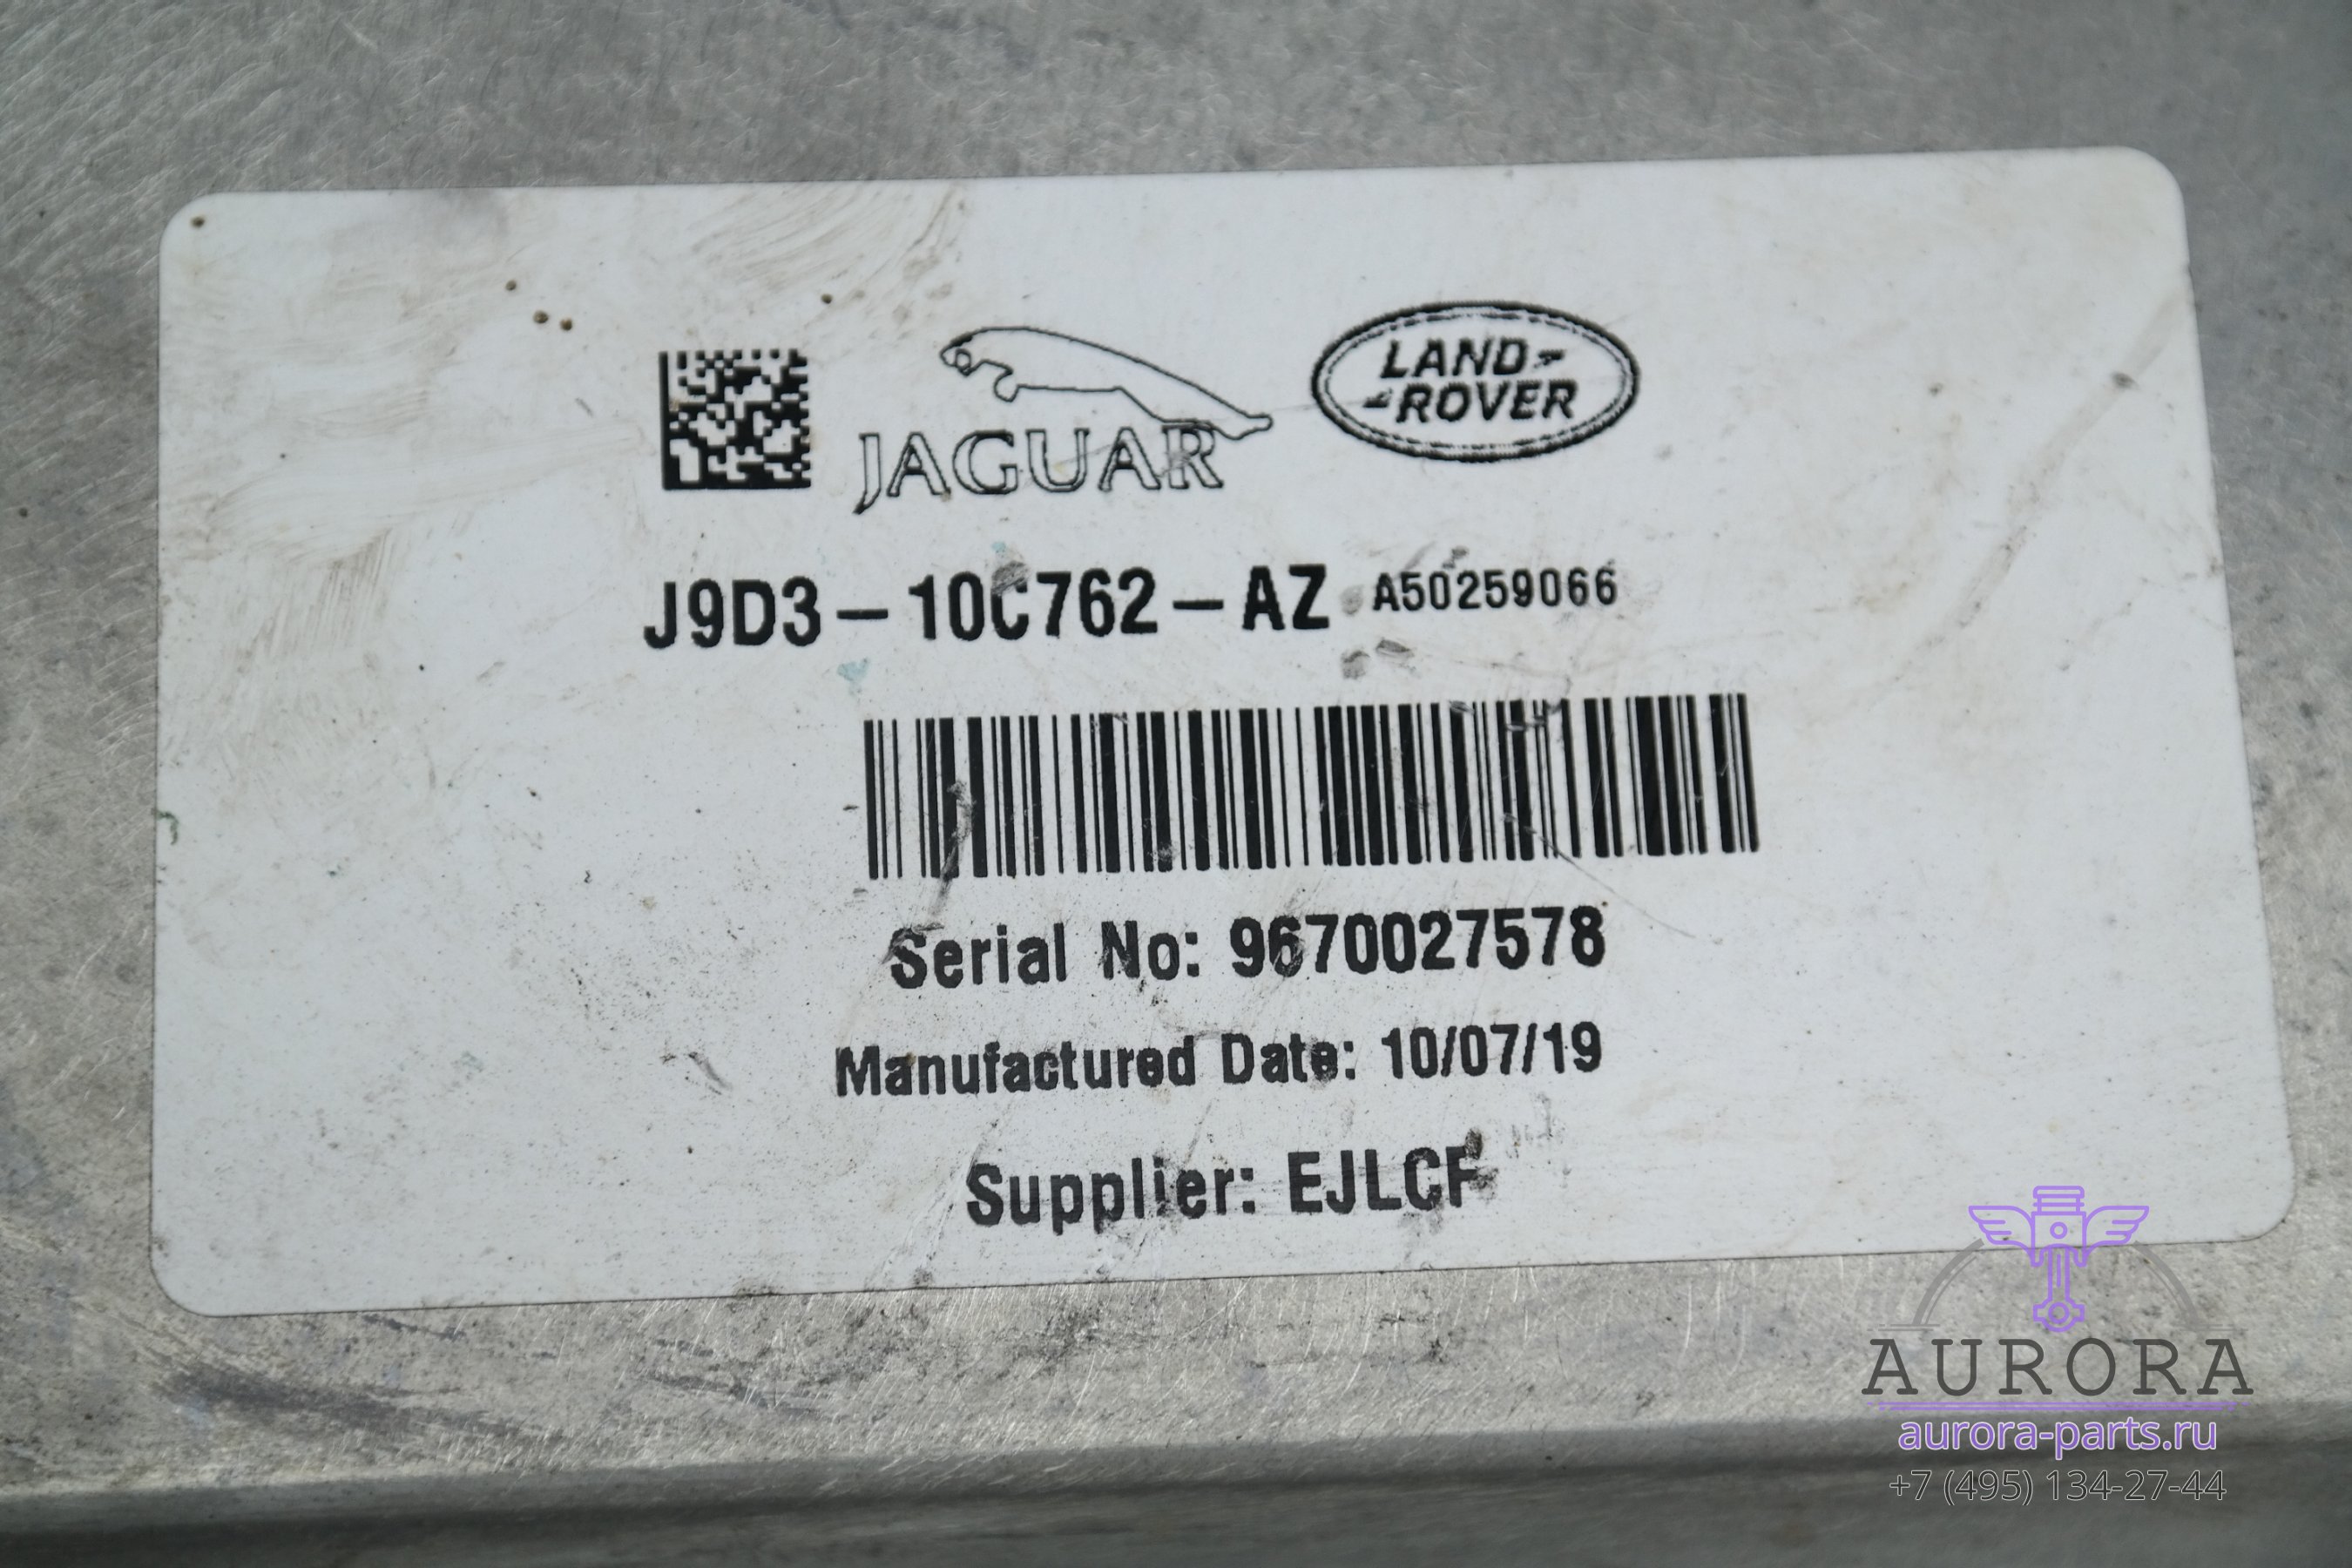 JAGUAR
LAND
ROVER
J9D3-10C762-AZ A50259066
Serial No: 9670027578
Manufactured Date: 10/07/19
Supplier: EJLCF
AURORA
aurora-parts.ru
+7 (495) 134-27-44